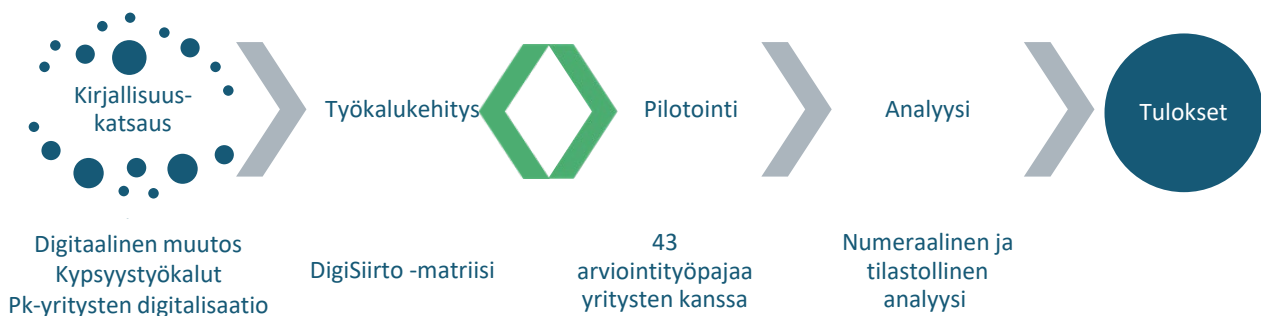 Kirjallisuus-
katsaus
Työkalukehitys
Pilotointi
Analyysi
Tulokset
Digitaalinen muutos
Kypsyystyökalut
Pk-yritysten digitalisaatio
DigiSiirto -matriisi
43
arviointityöpajaa
yritysten kanssa
Numeraalinen ja
tilastollinen
analyysi